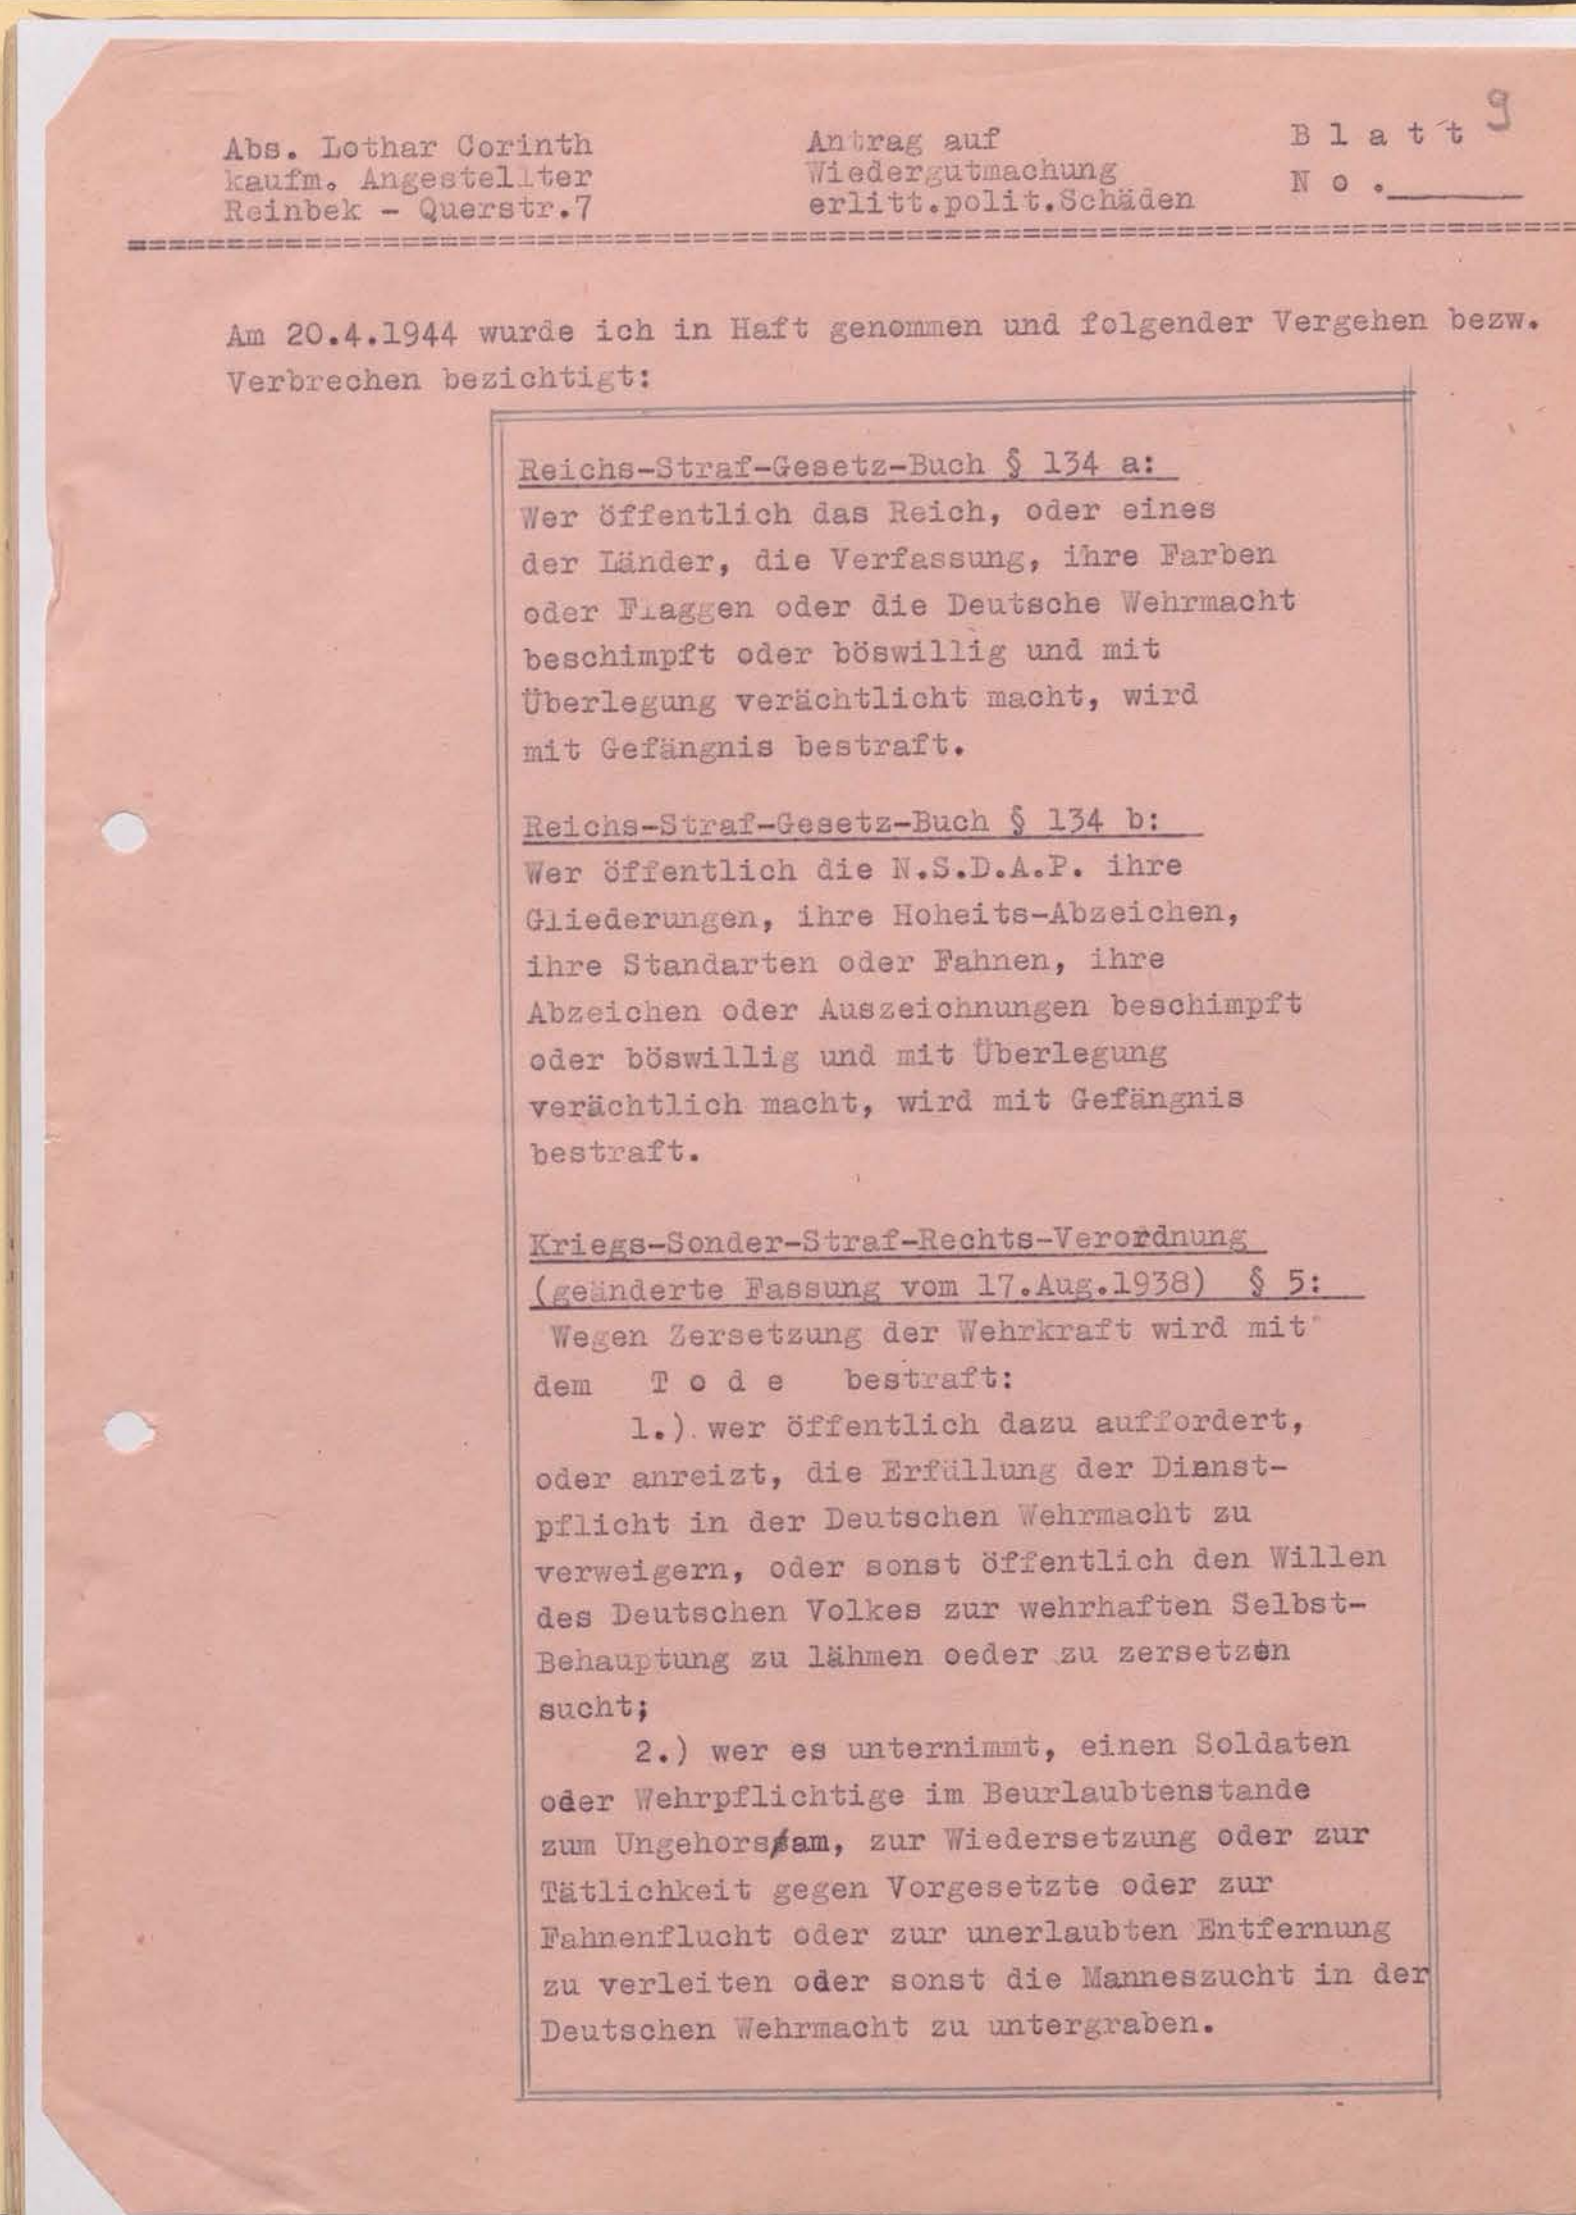 Abs. Lothar Corinth
kaufm. Angestellter
Reinbek - Querstr.7
Antrag auf
Wiedergutmachung
erlitt.polit.Schäden
B l a t t 9
N o .______
================================================================================
Am 20.4.1944 wurde ich in Haft genommen und folgender Vergehen bezw.
Verbrechen bezichtigt:
Reichs-Straf-Gesetz-Buch § 134 a:
Wer öffentlich das Reich, oder eines
der Länder, die Verfassung, ihre Farben
oder Flaggen oder die Deutsche Wehrmacht
beschimpft oder böswillig und mit
Überlegung verächtlicht macht, wird
mit Gefängnis bestraft.
Reichs-Straf-Gesetz-Buch § 134 b:
Wer öffentlich die N.S.D.A.P. ihre
Gliederungen, ihre Hoheits-Abzeichen,
ihre Standarten oder Fahnen, ihre
Abzeichen oder Auszeichnungen beschimpft
oder böswillig und mit Überlegung
verächtlich macht, wird mit Gefängnis
bestraft.
Kriegs-Sonder-Straf-Rechts-Verordnung
(geänderte Fassung vom 17.Aug.1938) § 5:
Wegen Zersetzung der Wehrkraft wird mit
dem T o d e bestraft:
1.) wer öffentlich dazu auffordert,
oder anreizt, die Erfüllung der Dienst-
pflicht in der Deutschen Wehrmacht zu
verweigern, oder sonst öffentlich den Willen
des Deutschen Volkes zur wehrhaften Selbst-
Behauptung zu lähmen oeder zu zersetzen
sucht;
2.) wer es unternimmt, einen Soldaten
oder Wehrpflichtige im Beurlaubtenstande
zum Ungehorsam, zur Wiedersetzung oder zur
Tätlichkeit gegen Vorgesetzte oder zur
Fahnenflucht oder zur unerlaubten Entfernung
zu verleiten oder sonst die Manneszucht in der
Deutschen Wehrmacht zu untergraben.